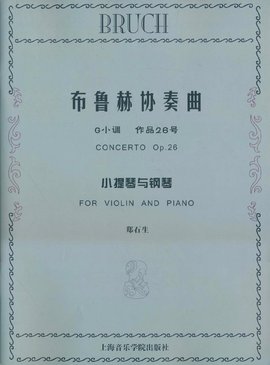 BRUCH
布鲁赫协奏曲
G小调 作品26号
CONCERTO Op.26
小提琴与钢琴
FOR VIOLIN AND PIANO
郑石生
上海音乐学院出版社